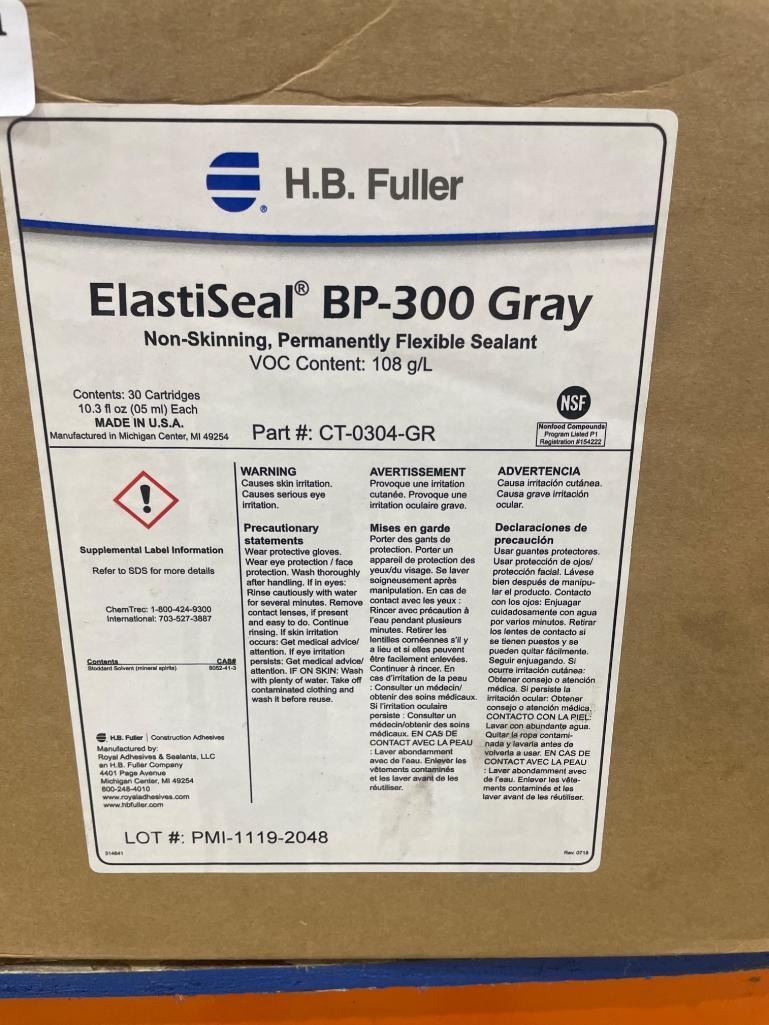 H.B. Fuller
ElastiSeal® BP-300 Gray
Non-Skinning, Permanently Flexible Sealant
VOC Content: 108 g/L
Contents: 30 Cartridges
10.3 fl oz (05 ml) Each
MADE IN U.S.A.
Manufactured in Michigan Center, MI 49254
Part #: CT-0304-GR
NSF
Nonfood Compounds
Program Listed P1
Registration #154222
Supplemental Label Information
Refer to SDS for more details
ChemTrec: 1-800-424-9300
International: 703-527-3887
Contents CAS#
Stoddard Solvent (mineral spirits) 8052-41-3
H.B. Fuller | Construction Adhesives
Manufactured by:
Royal Adhesives & Sealants, LLC
an H.B. Fuller Company
4401 Page Avenue
Michigan Center, MI 49254
800-248-4010
www.royaladhesives.com
www.hbfuller.com
WARNING
Causes skin irritation.
Causes serious eye
irritation.
Precautionary
statements
Wear protective gloves.
Wear eye protection / face
protection. Wash thoroughly
after handling. If in eyes:
Rinse cautiously with water
for several minutes. Remove
contact lenses, if present
and easy to do. Continue
rinsing. If skin irritation
occurs: Get medical advice/
attention. If eye irritation
persists: Get medical advice/
attention. IF ON SKIN: Wash
with plenty of water. Take off
contaminated clothing and
wash it before reuse.
AVERTISSEMENT
Provoque une irritation
cutanée. Provoque une
irritation oculaire grave.
Mises en garde
Porter des gants de
protection. Porter un
appareil de protection des
yeux/du visage. Se laver
soigneusement après
manipulation. En cas de
contact avec les yeux :
Rincer avec précaution à
l'eau pendant plusieurs
minutes. Retirer les
lentilles cornéennes s'il y
a lieu et si elles peuvent
être facilement enlevées.
Continuer à rincer. En
cas d'irritation de la peau
: Consulter un médecin/
obtenir des soins médicaux.
Si l'irritation oculaire
persiste : Consulter un
médecin/obtenir des soins
médicaux. EN CAS DE
CONTACT AVEC LA PEAU
: Laver abondamment
avec de l'eau. Enlever les
vêtements contaminés
et les laver avant de les
réutiliser.
ADVERTENCIA
Causa irritación cutánea.
Causa grave irritación
ocular.
Declaraciones de
precaución
Usar guantes protectores.
Usar protección de ojos/
protección facial. Lávese
bien después de manipu-
lar el producto. Contacto
con los ojos: Enjuagar
cuidadosamente con agua
por varios minutos. Retirar
los lentes de contacto si
se tienen puestos y se
pueden quitar fácilmente.
Seguir enjuagando. Si
ocurre irritación cutánea:
Obtener consejo o atención
médica. Si persiste la
irritación ocular: Obtener
consejo o atención médica.
CONTACTO CON LA PIEL:
Lavar con abundante agua.
Quitar la ropa contami-
nada y lavarla antes de
volverla a usar. EN CAS DE
CONTACT AVEC LA PEAU
: Laver abondamment avec
de l'eau. Enlever les vête-
ments contaminés et les
laver avant de les réutiliser.
LOT #: PMI-1119-2048
514641
Rev. 0718